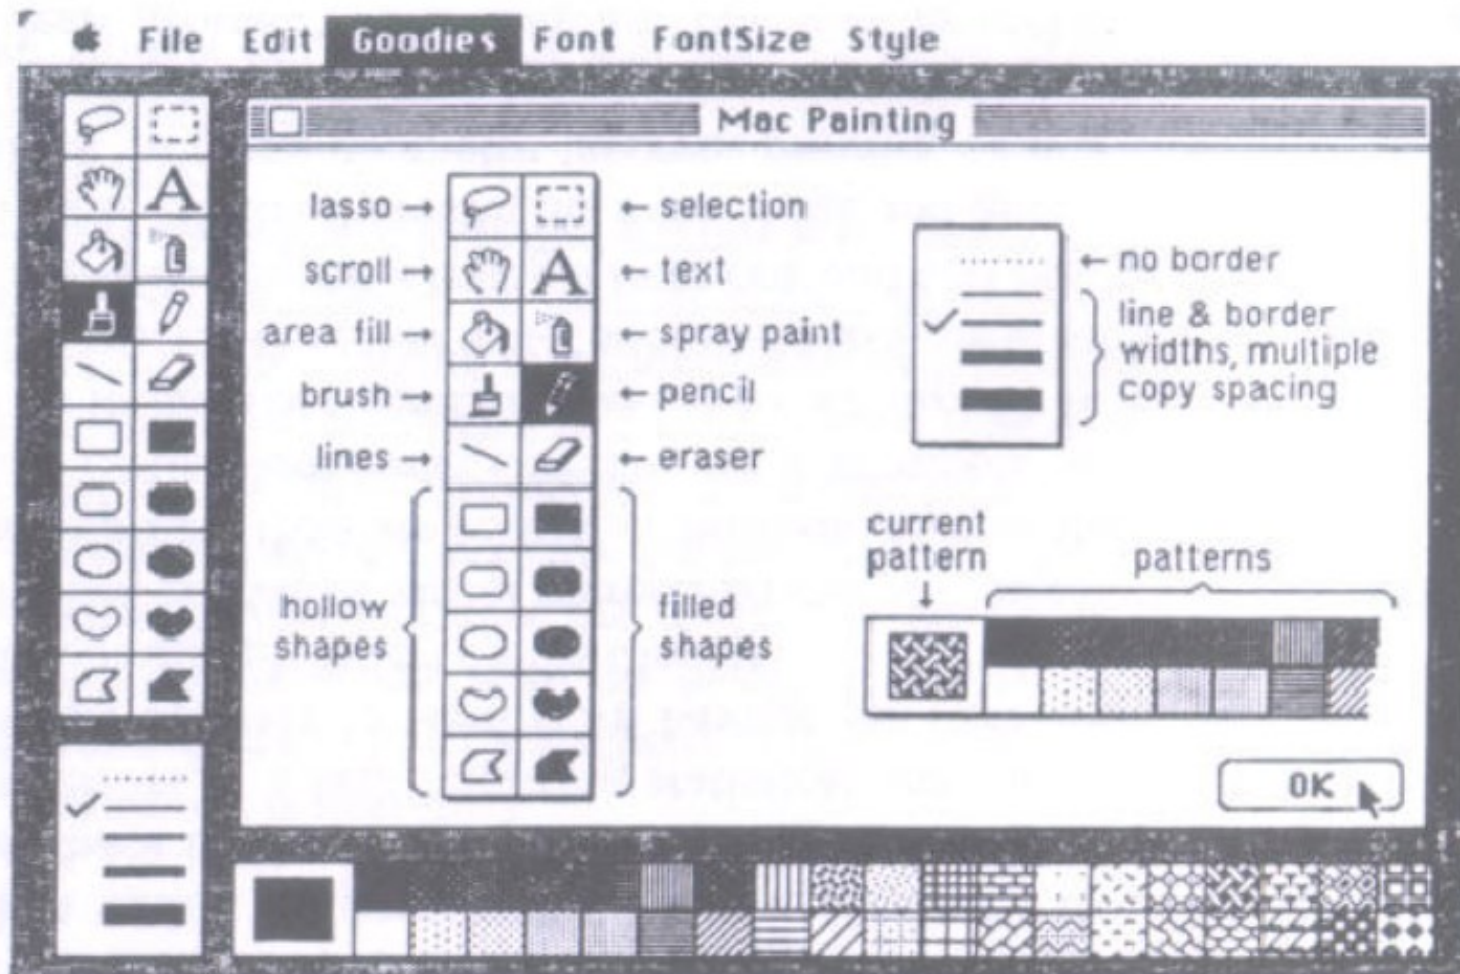 File Edit Goodies Font FontSize Style
Mac Painting
lasso
selection
scroll
A
text
area fill
spray paint
brush
pencil
lines
eraser
hollow
shapes
filled
shapes
no border
line & border
widths, multiple
copy spacing
current
pattern
patterns
OK
A